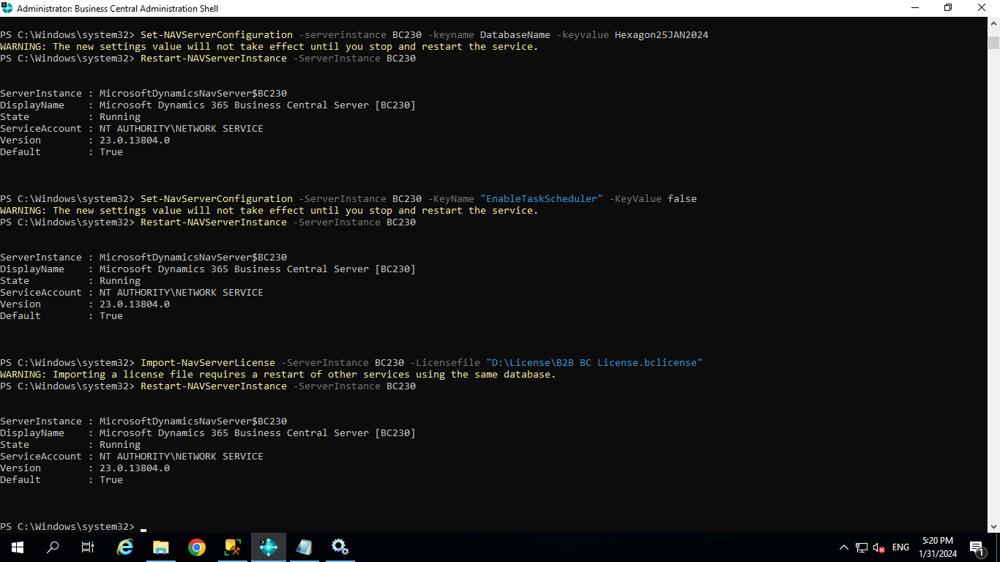 Administrator: Business Central Administration Shell
PS C:\Windows\system32> Set-NAVServerConfiguration -serverinstance BC230 -keyname DatabaseName -keyvalue Hexagon25JAN2024
WARNING: The new settings value will not take effect until you stop and restart the service.
PS C:\Windows\system32> Restart-NAVServerInstance -ServerInstance BC230
ServerInstance : MicrosoftDynamicsNavServer$BC230
DisplayName    : Microsoft Dynamics 365 Business Central Server [BC230]
State          : Running
ServiceAccount : NT AUTHORITY\NETWORK SERVICE
Version        : 23.0.13804.0
Default        : True
PS C:\Windows\system32> Set-NavServerConfiguration -ServerInstance BC230 -KeyName "EnableTaskScheduler" -KeyValue false
WARNING: The new settings value will not take effect until you stop and restart the service.
PS C:\Windows\system32> Restart-NAVServerInstance -ServerInstance BC230
ServerInstance : MicrosoftDynamicsNavServer$BC230
DisplayName    : Microsoft Dynamics 365 Business Central Server [BC230]
State          : Running
ServiceAccount : NT AUTHORITY\NETWORK SERVICE
Version        : 23.0.13804.0
Default        : True
PS C:\Windows\system32> Import-NavServerLicense -ServerInstance BC230 -Licensefile "D:\License\B2B BC License.bclicense"
WARNING: Importing a license file requires a restart of other services using the same database.
PS C:\Windows\system32> Restart-NAVServerInstance -ServerInstance BC230
ServerInstance : MicrosoftDynamicsNavServer$BC230
DisplayName    : Microsoft Dynamics 365 Business Central Server [BC230]
State          : Running
ServiceAccount : NT AUTHORITY\NETWORK SERVICE
Version        : 23.0.13804.0
Default        : True
PS C:\Windows\system32>
ENG
5:20 PM
1/31/2024
1